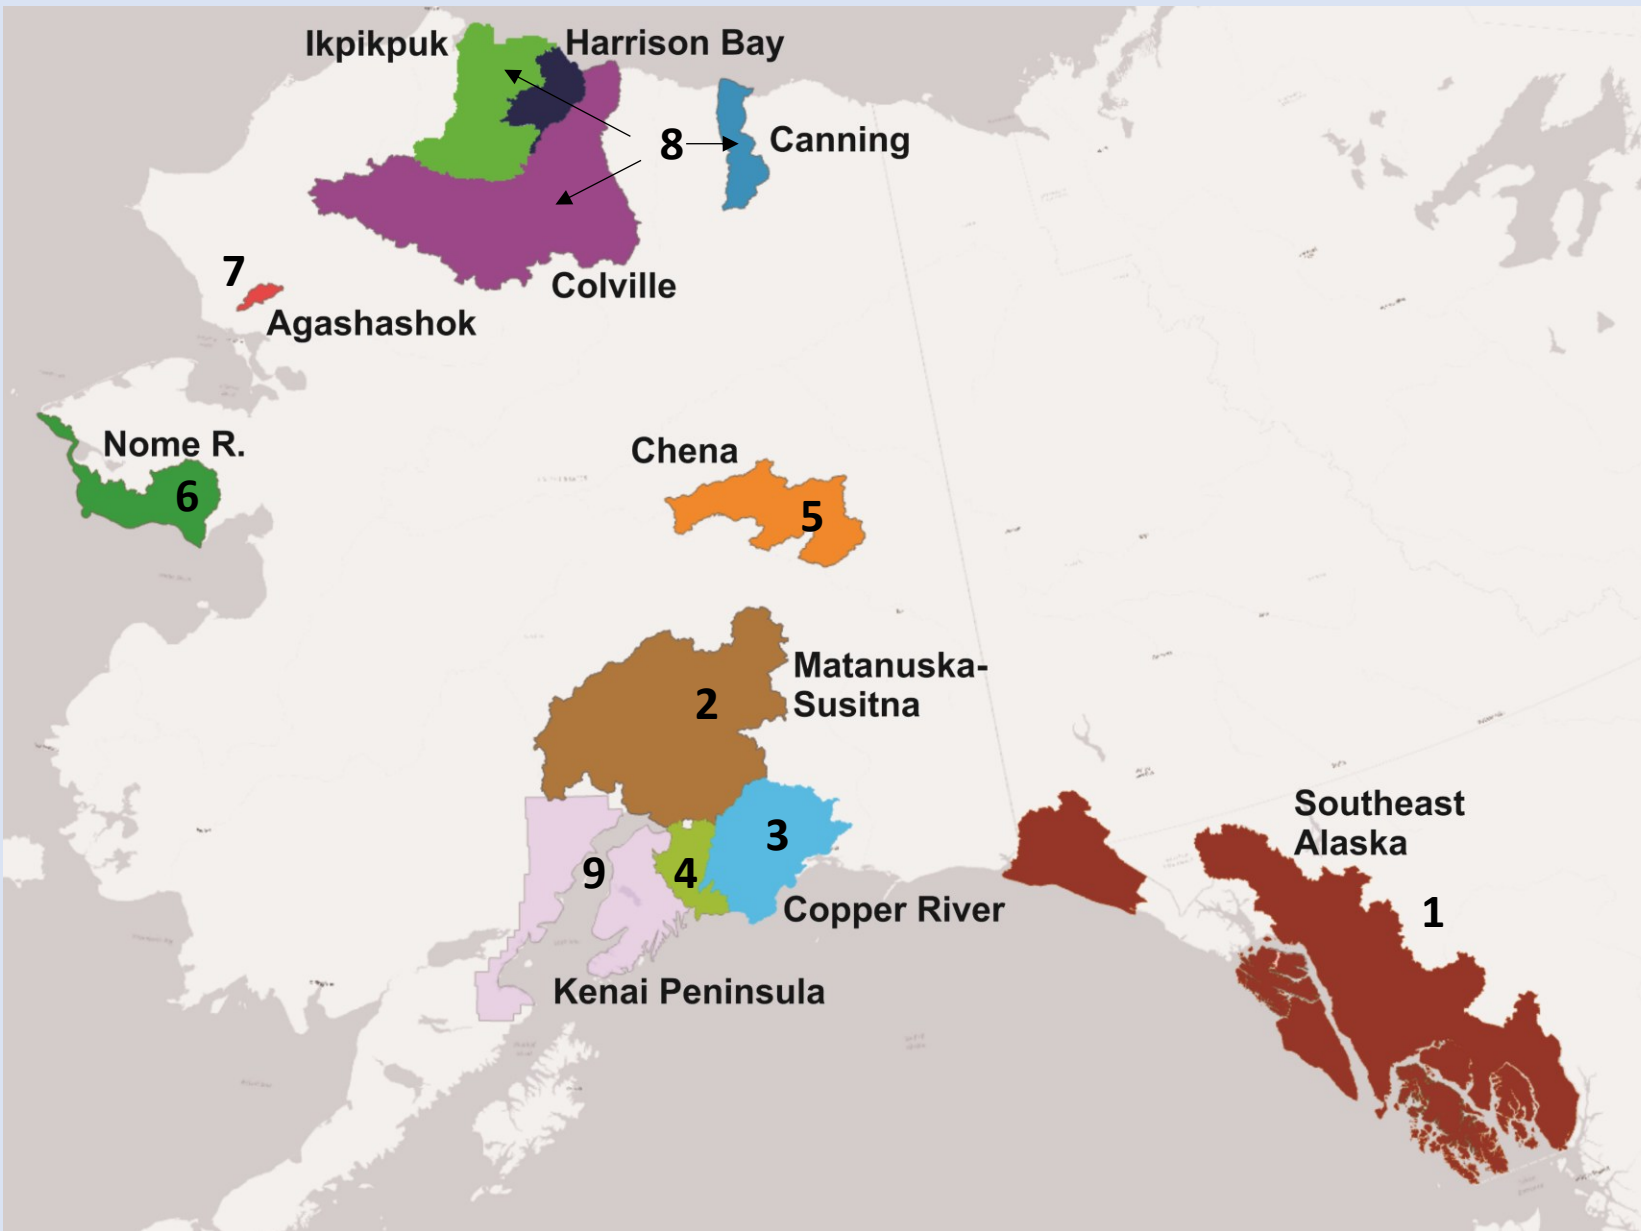 Ikpikpuk
Harrison Bay
8
Canning
7
Colville
Agashashok
Nome R.
6
Chena
5
Matanuska-
Susitna
2
3
4
9
Copper River
Kenai Peninsula
Southeast
Alaska
1